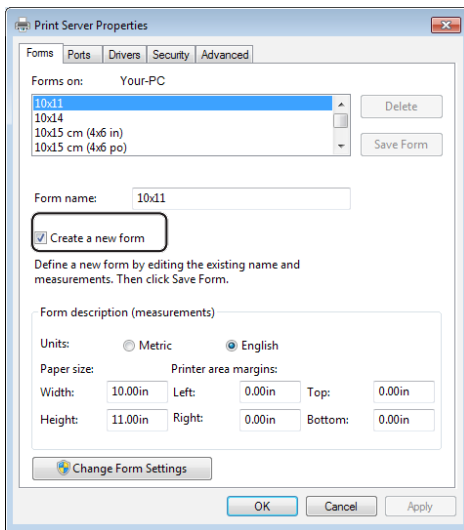 Print Server Properties
Forms Ports Drivers Security Advanced
Forms on: Your-PC
10x11
10x14
10x15 cm (4x6 in)
10x15 cm (4x6 po)
Delete
Save Form
Form name: 10x11
Create a new form
Define a new form by editing the existing name and
measurements. Then click Save Form.
Form description (measurements)
Units: Metric English
Paper size: Printer area margins:
Width: 10.00in Left: 0.00in Top: 0.00in
Height: 11.00in Right: 0.00in Bottom: 0.00in
Change Form Settings
OK Cancel Apply